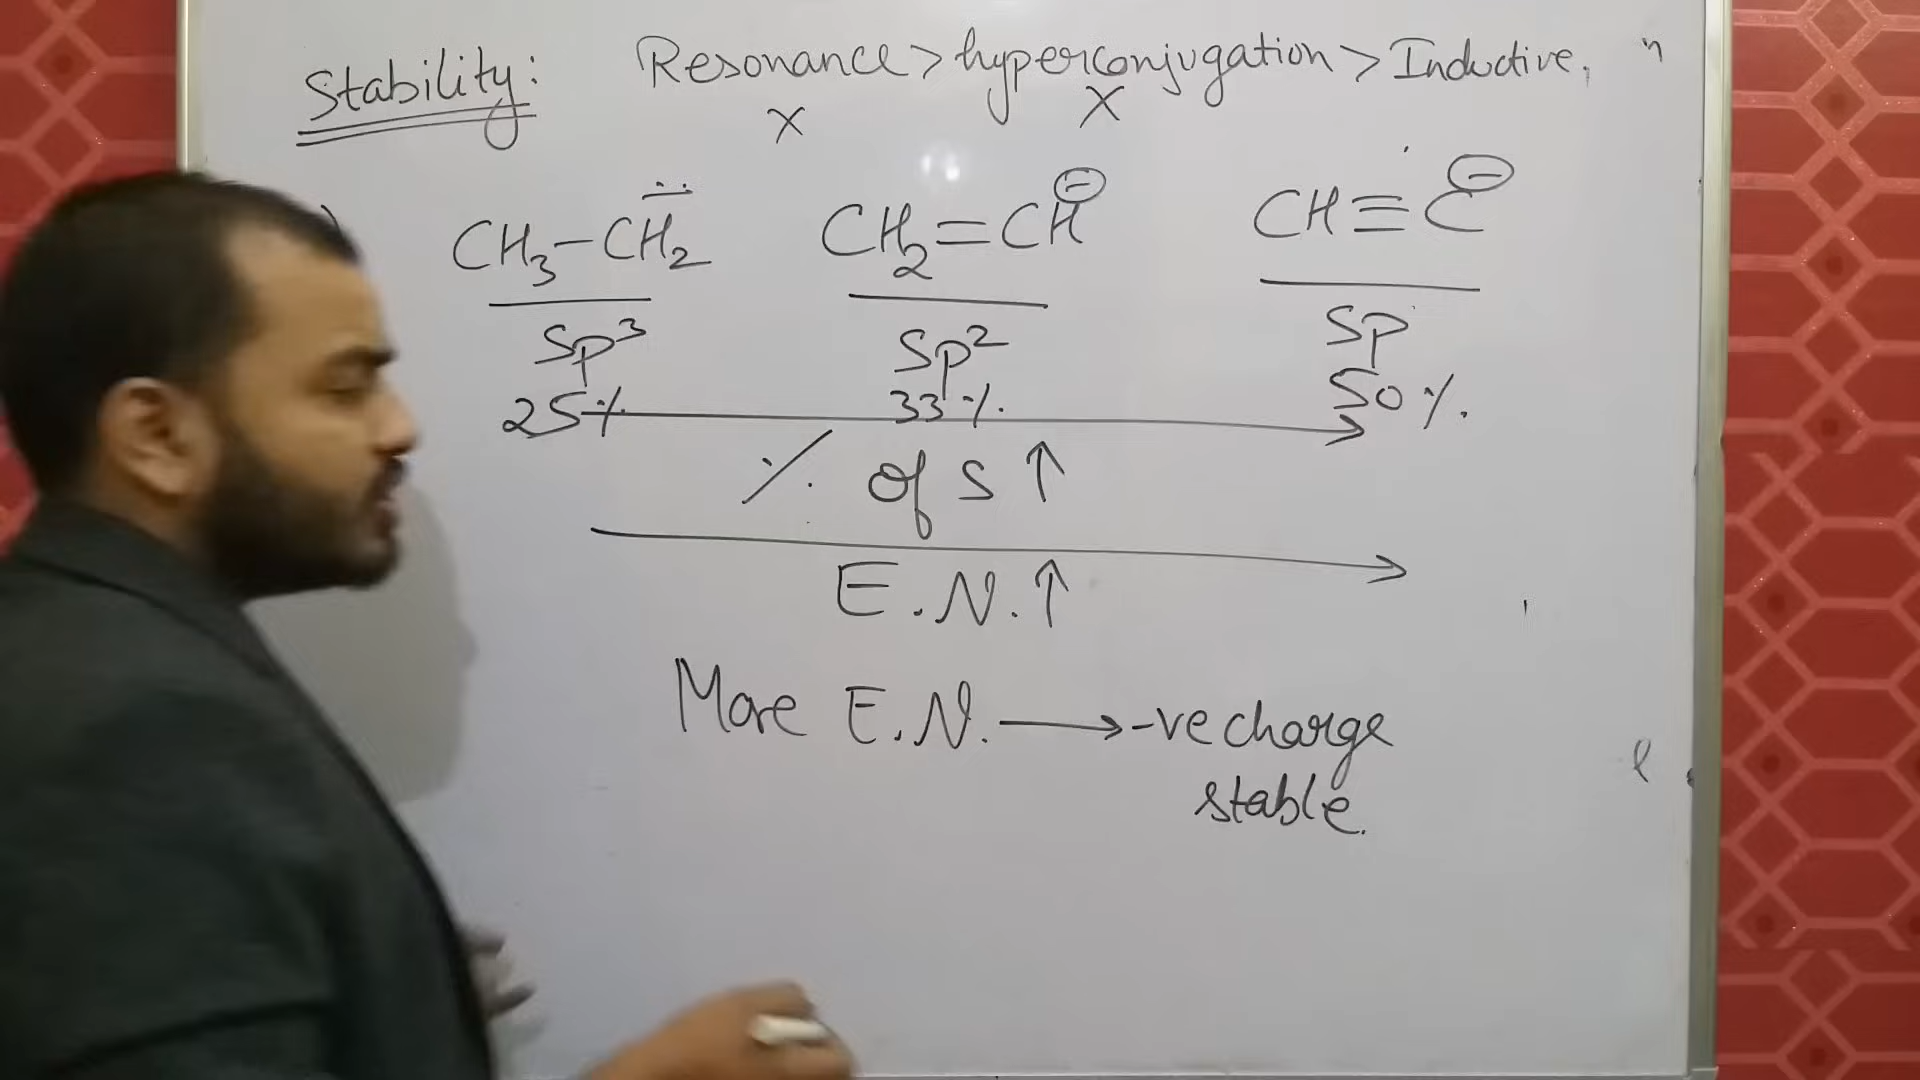 Stability: Resonance > hyperconjugation > Inductive.
x x
CH3-CH2 CH2=CH⊖ CH≡C⊖
Sp3 Sp2 Sp
25% 33% 50%.
% of s ↑
E.N. ↑
More E.N. → -ve charge
stable.